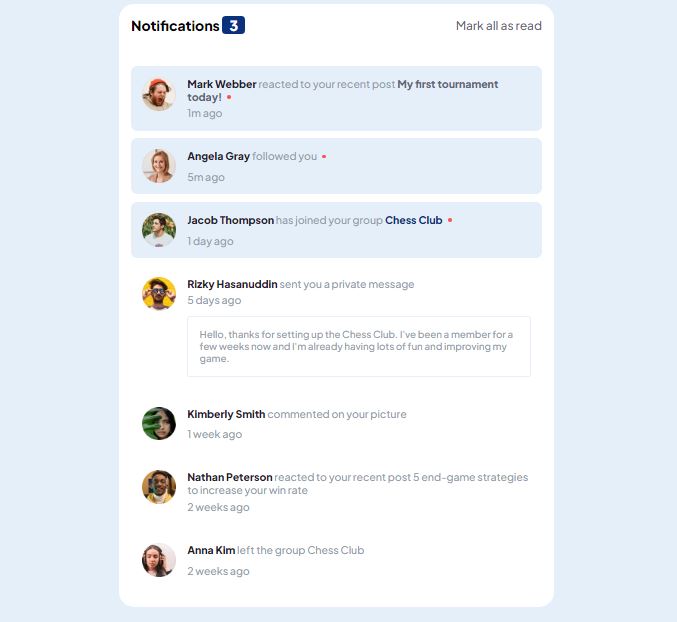 Notifications 3
Mark all as read
Mark Webber reacted to your recent post My first tournament
today!
1m ago
Angela Gray followed you
5m ago
Jacob Thompson has joined your group Chess Club
1 day ago
Rizky Hasanuddin sent you a private message
5 days ago
Hello, thanks for setting up the Chess Club. I've been a member for a
few weeks now and I'm already having lots of fun and improving my
game.
Kimberly Smith commented on your picture
1 week ago
Nathan Peterson reacted to your recent post 5 end-game strategies
to increase your win rate
2 weeks ago
Anna Kim left the group Chess Club
2 weeks ago